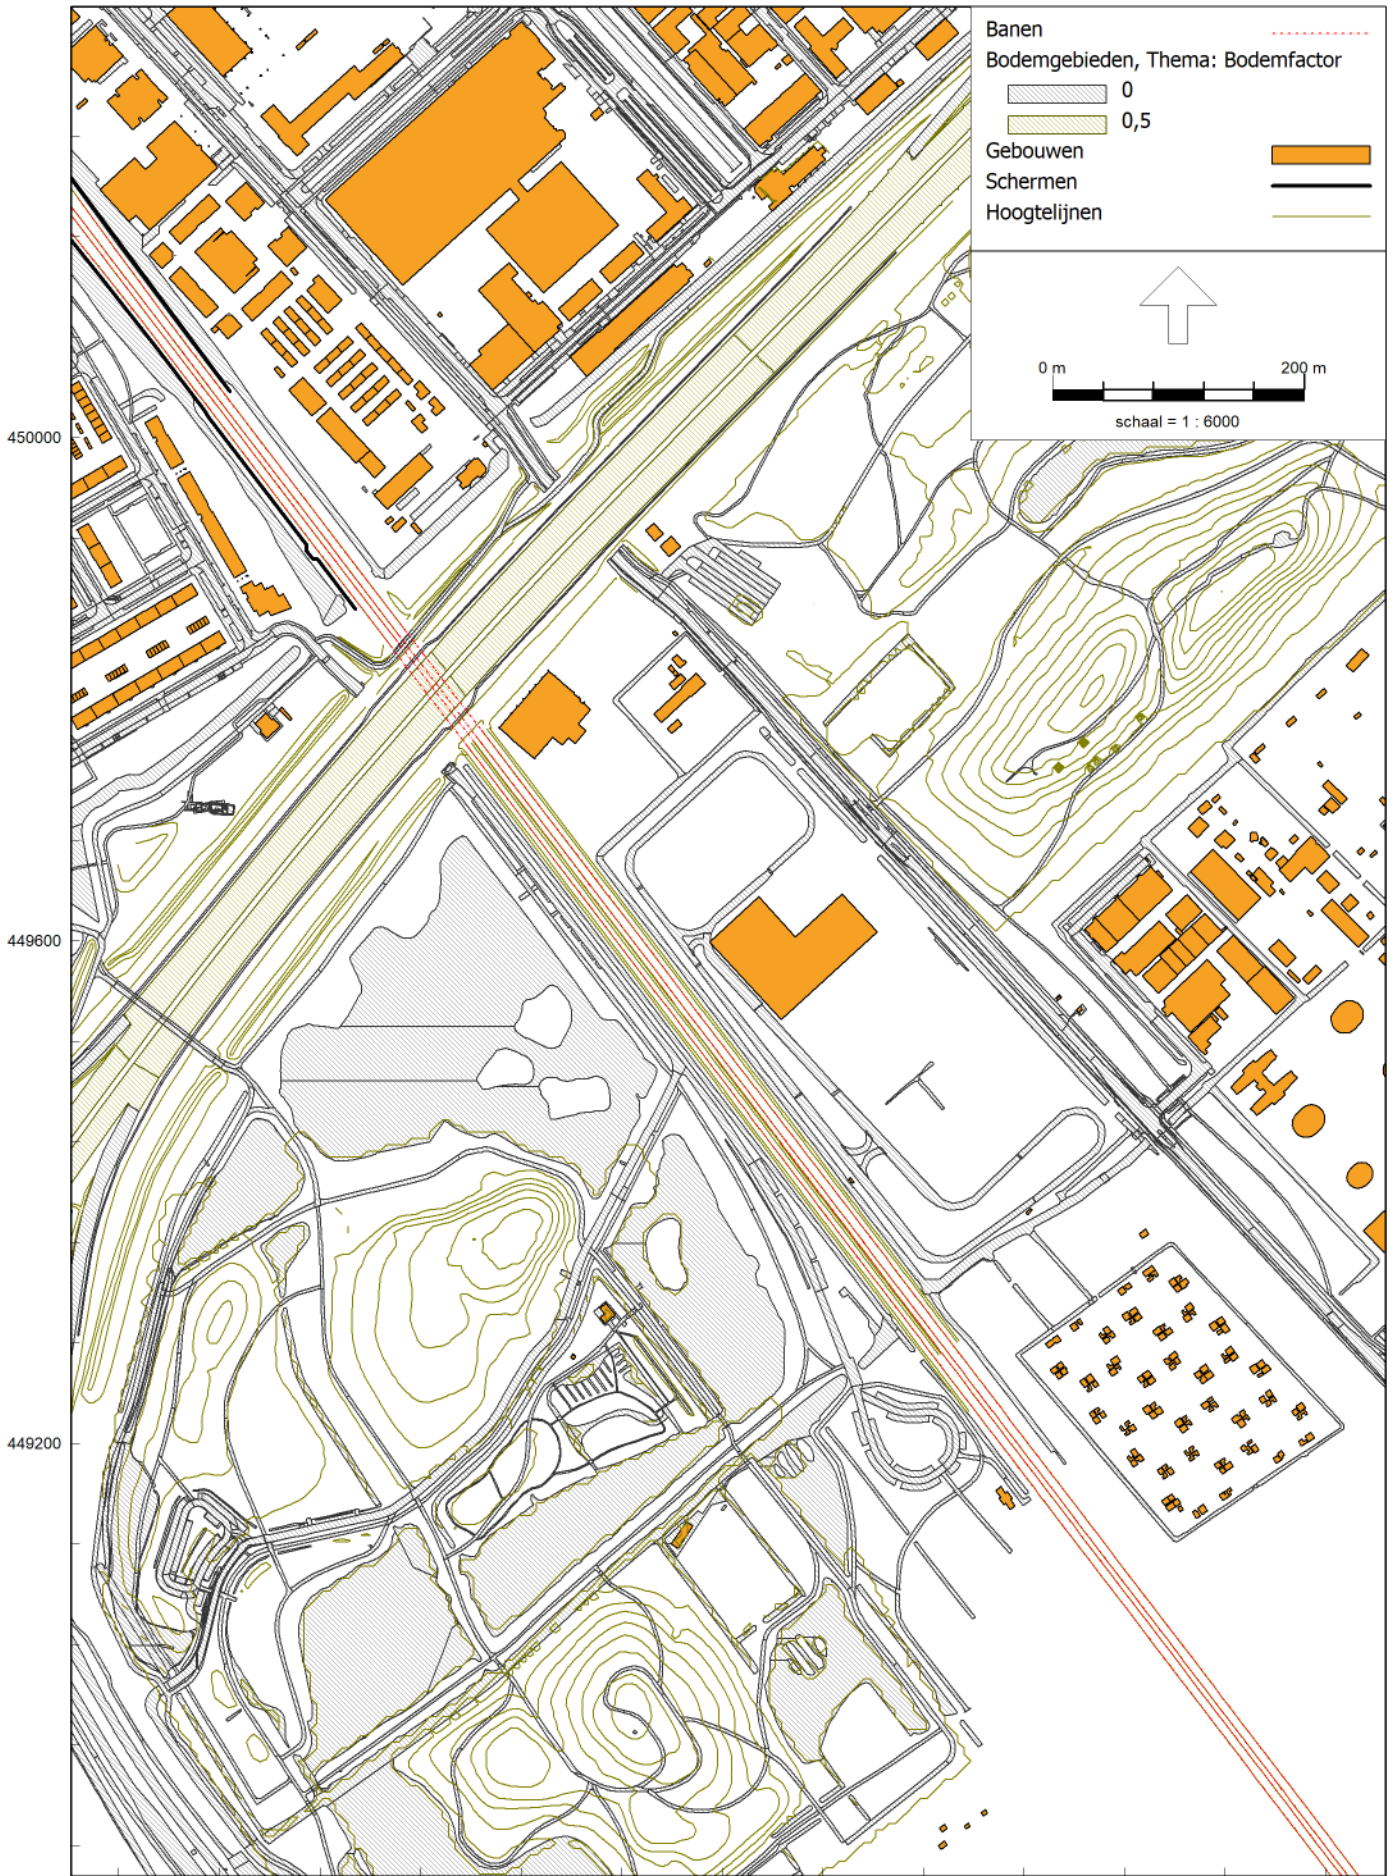 Banen
Bodemgebieden, Thema: Bodemfactor
0
0,5
Gebouwen
Schermen
Hoogtelijnen
0 m 200 m
schaal = 1 : 6000
450000
449600
449200